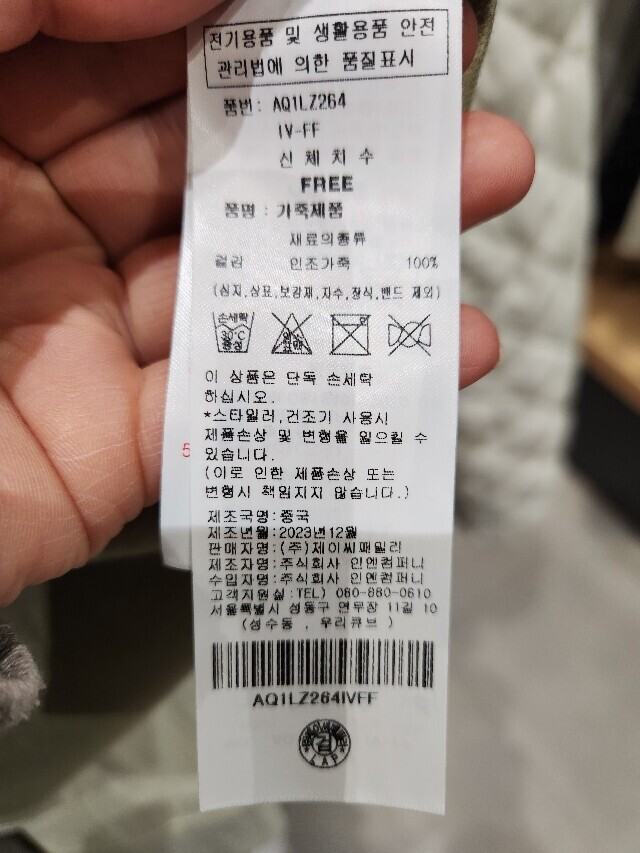 전기용품 및 생활용품 안전
관리법에 의한 품질표시
품번: AQ1LZ264
IV-FF
신 체 치 수
FREE
품명 : 가죽제품
재료의종류
겉감 인조가죽 100%
(심지,상표,보강재,자수,장식,밴드 제외)
손세탁
30℃
중성
이 상품은 단독 손세탁
하십시오.
*스타일러,건조기 사용시
제품손상 및 변형을 일으킬 수
있습니다.
(이로 인한 제품손상 또는
변형시 책임지지 않습니다.)
제조국명:중국
제조년월:2023년12월
판매자명:(주)제이씨패밀리
제조자명:주식회사 인엔컴퍼니
수입자명:주식회사 인엔컴퍼니
고객지원실:TEL) 080-880-0610
서울특별시 성동구 연무장 11길 10
(성수동 , 우리큐브 )
AQ1LZ264IVFF
검
LAP
5